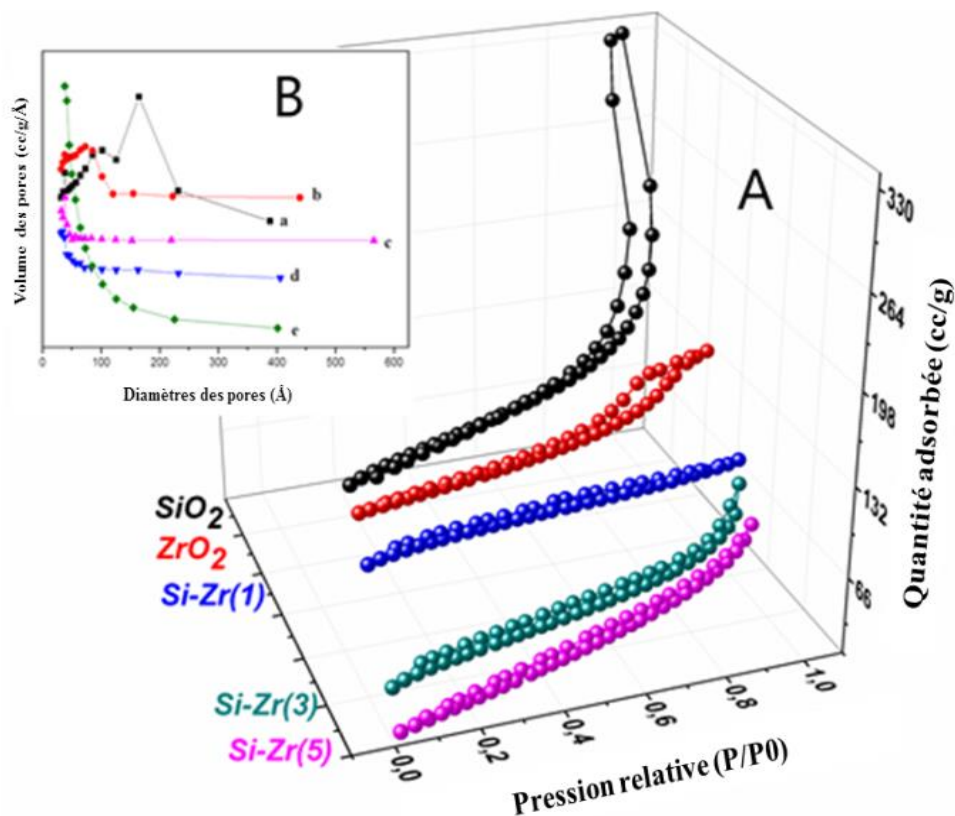 B
Volume des pores (cc/g/Å)
b
a
c
d
e
0
100
200
300
400
500
600
Diamètres des pores (Å)
A
330
264
198
132
66
Quantité adsorbée (cc/g)
SiO2
ZrO2
Si-Zr(1)
Si-Zr(3)
Si-Zr(5)
0,0
0,2
0,4
0,6
0,8
1,0
Pression relative (P/P0)